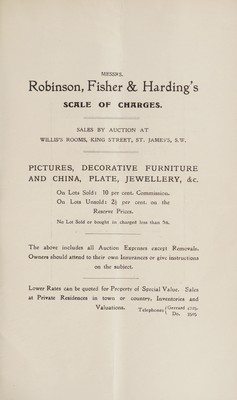 MESSRS.
Robinson, Fisher & Harding's
SCALE OF CHARGES.
SALES BY AUCTION AT
WILLIS'S ROOMS, KING STREET, ST. JAMES'S, S.W.
PICTURES, DECORATIVE FURNITURE
AND CHINA, PLATE, JEWELLERY, &c.
On Lots Sold: 10 per cent. Commission.
On Lots Unsold: 2½ per cent. on the
Reserve Prices.
No Lot Sold or bought in charged less than
The above includes all Auction Expenses except Removals.
Owners should attend to their own Insurances or give instructions
on the subject.
Lower Rates can be quoted for Property of Special Value. Sales
at Private Residences in town or country, Inventories and
Valuations. Telephones Gerrard
Do.